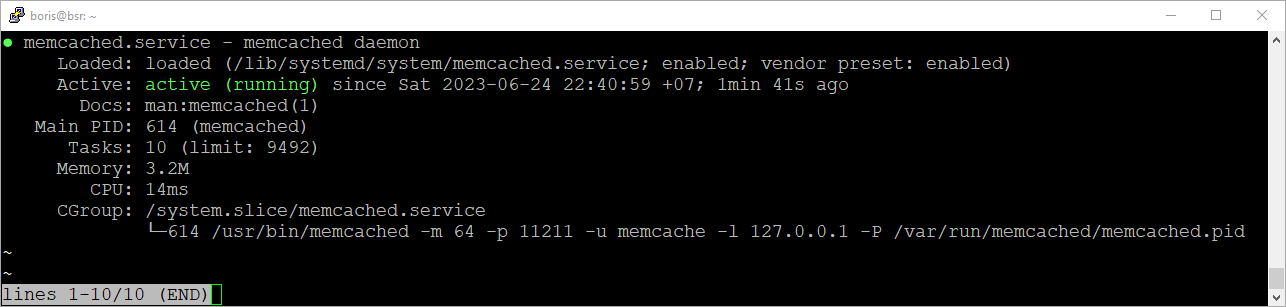 boris@bsr: ~
● memcached.service - memcached daemon
Loaded: loaded (/lib/systemd/system/memcached.service; enabled; vendor preset: enabled)
Active: active (running) since Sat 2023-06-24 22:40:59 +07; 1min 41s ago
Docs: man:memcached(1)
Main PID: 614 (memcached)
Tasks: 10 (limit: 9492)
Memory: 3.2M
CPU: 14ms
CGroup: /system.slice/memcached.service
└─614 /usr/bin/memcached -m 64 -p 11211 -u memcache -l 127.0.0.1 -P /var/run/memcached/memcached.pid
~
~
lines 1-10/10 (END)